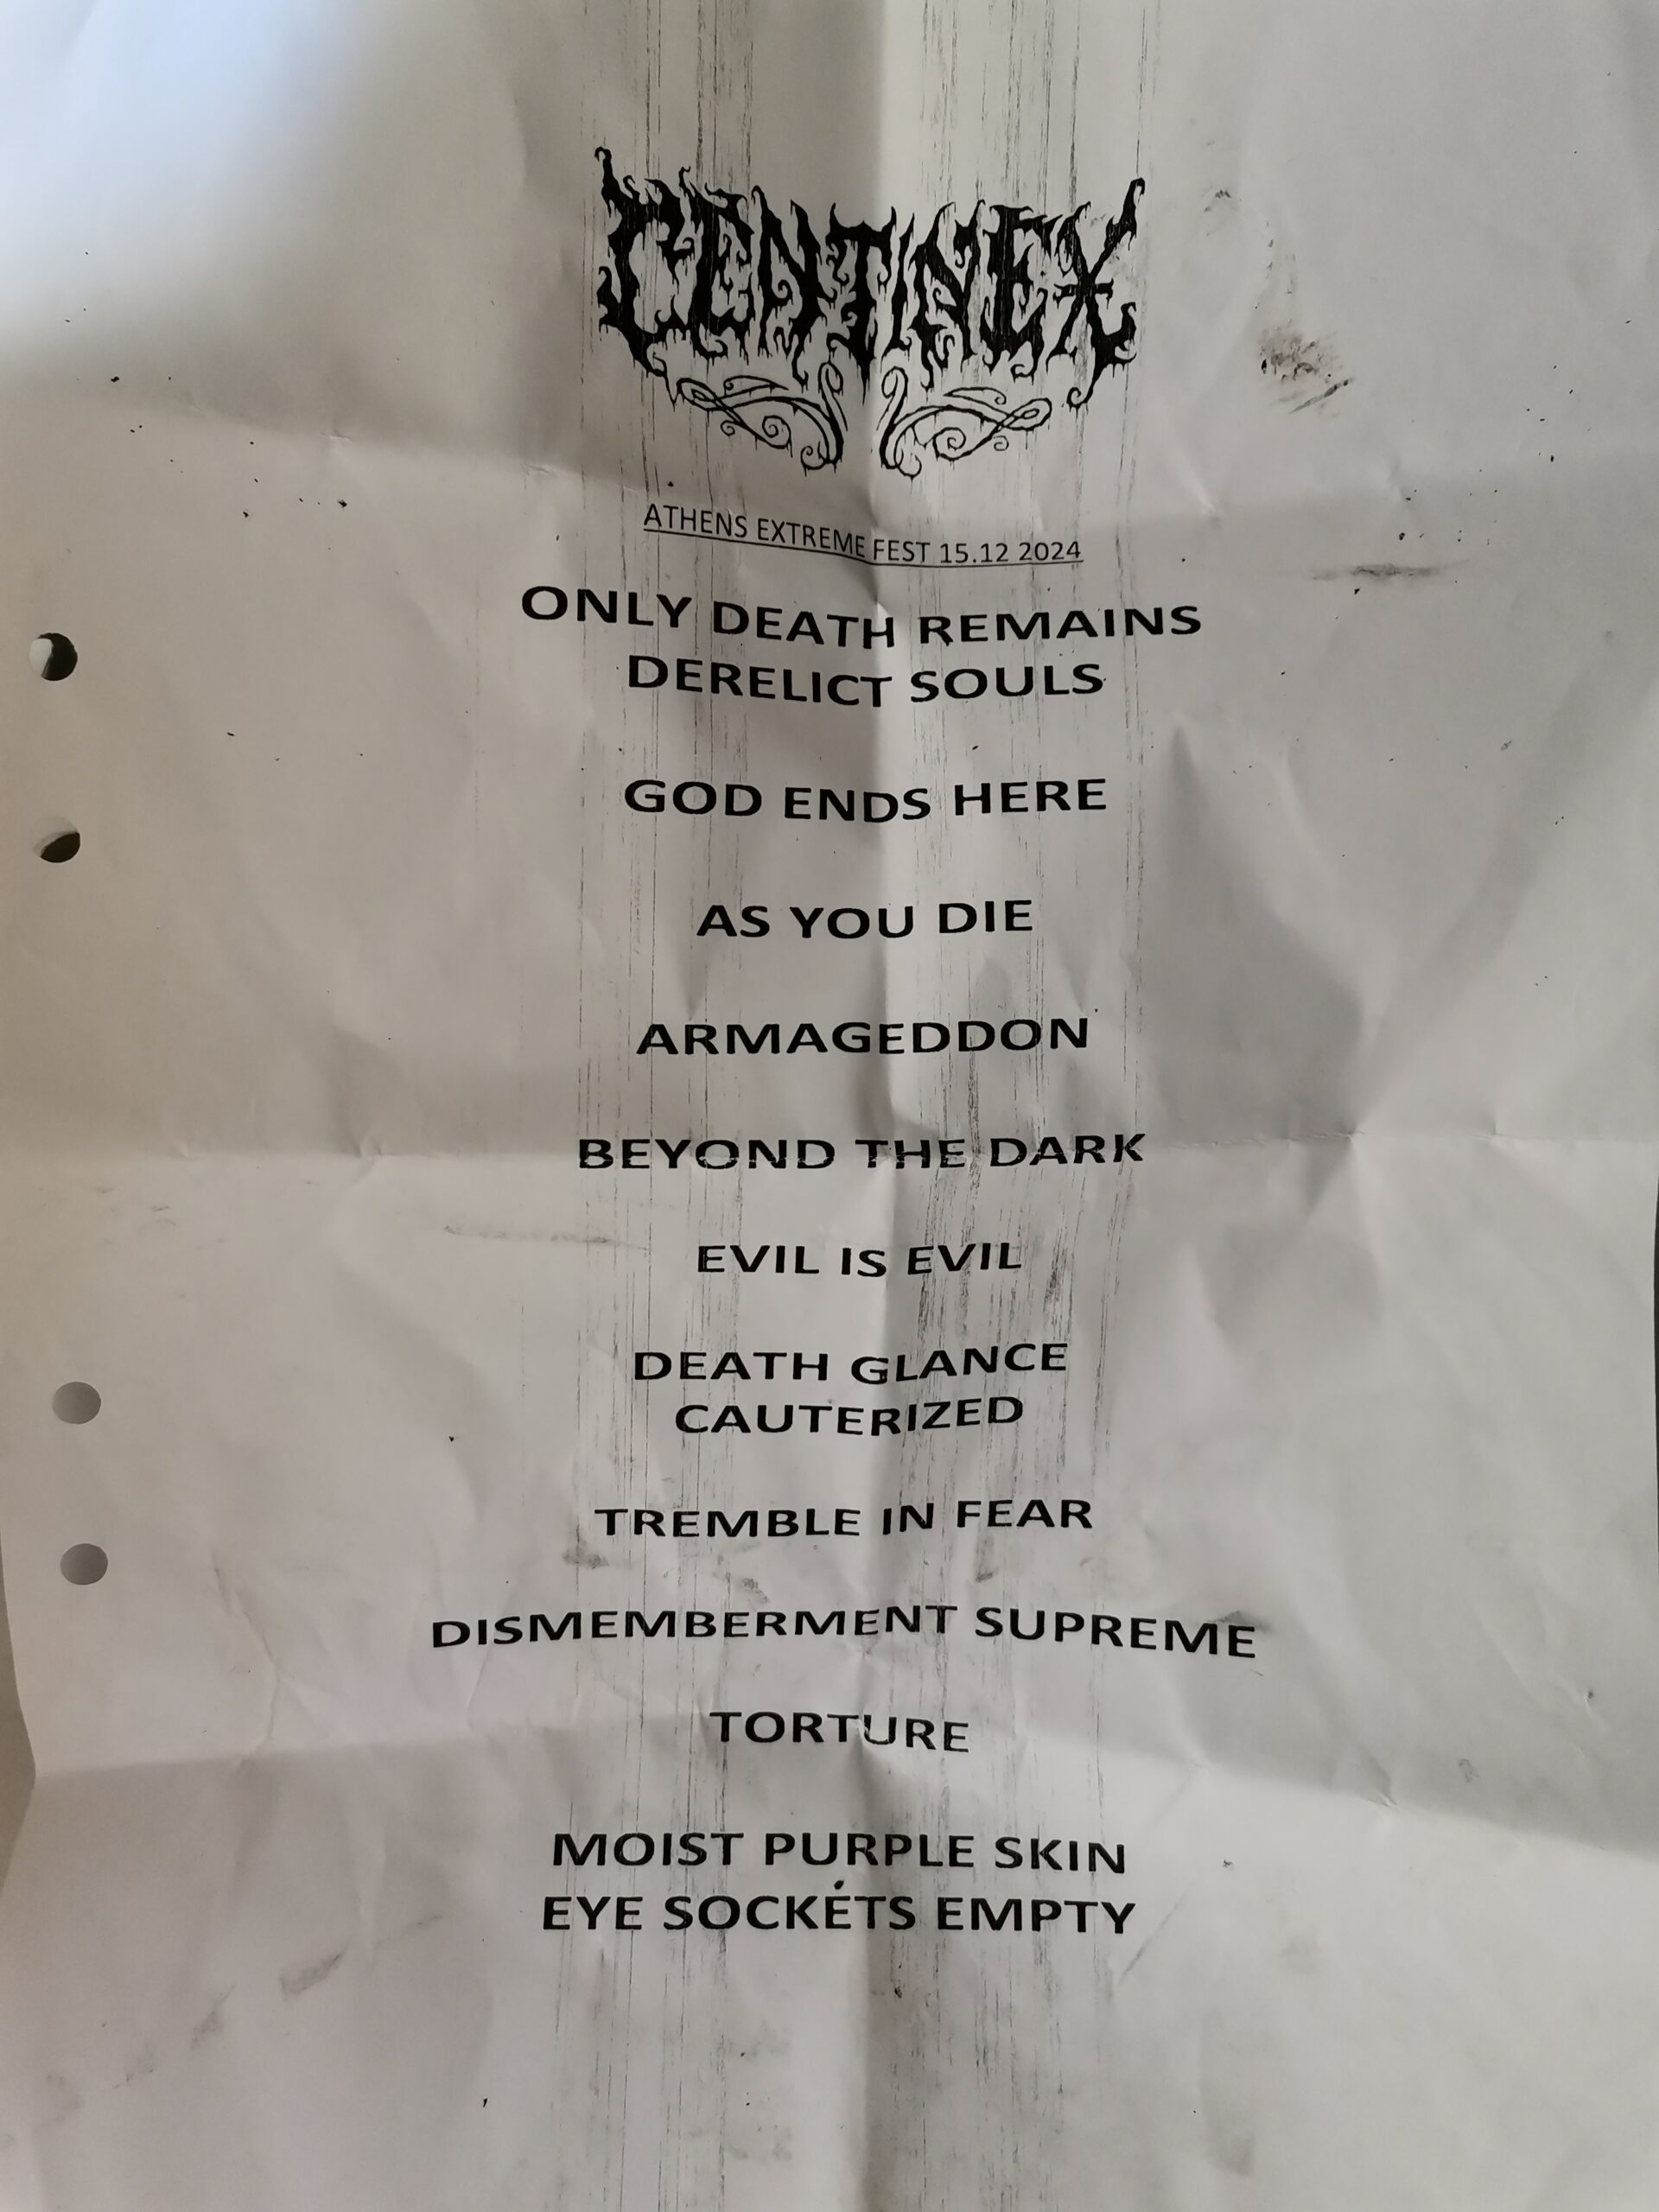 CENTINEX
ATHENS EXTREME FEST 15.12 2024
ONLY DEATH REMAINS
DERELICT SOULS
GOD ENDS HERE
AS YOU DIE
ARMAGEDDON
BEYOND THE DARK
EVIL IS EVIL
DEATH GLANCE
CAUTERIZED
TREMBLE IN FEAR
DISMEMBERMENT SUPREME
TORTURE
MOIST PURPLE SKIN
EYE SOCKETS EMPTY